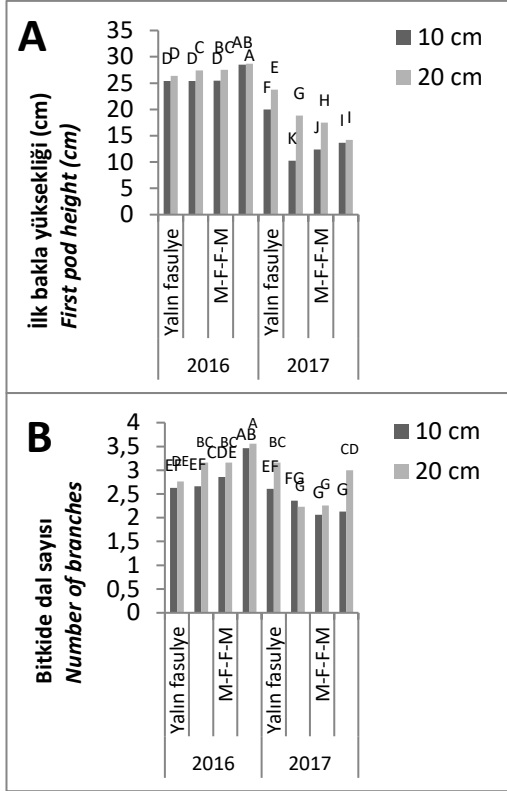 A
İlk bakla yüksekliği (cm)
First pod height (cm)
35
30
25
20
15
10
5
0
D D D C D BC AB A F E K G J H I I
10 cm
20 cm
Yalın fasulye
M-F-F-M
Yalın fasulye
M-F-F-M
2016
2017
B
Bitkide dal sayısı
Number of branches
4
3,5
3
2,5
2
1,5
1
0,5
0
EF DE EF BC CDE BC AB A EF BC FG G G G G CD
10 cm
20 cm
Yalın fasulye
M-F-F-M
Yalın fasulye
M-F-F-M
2016
2017